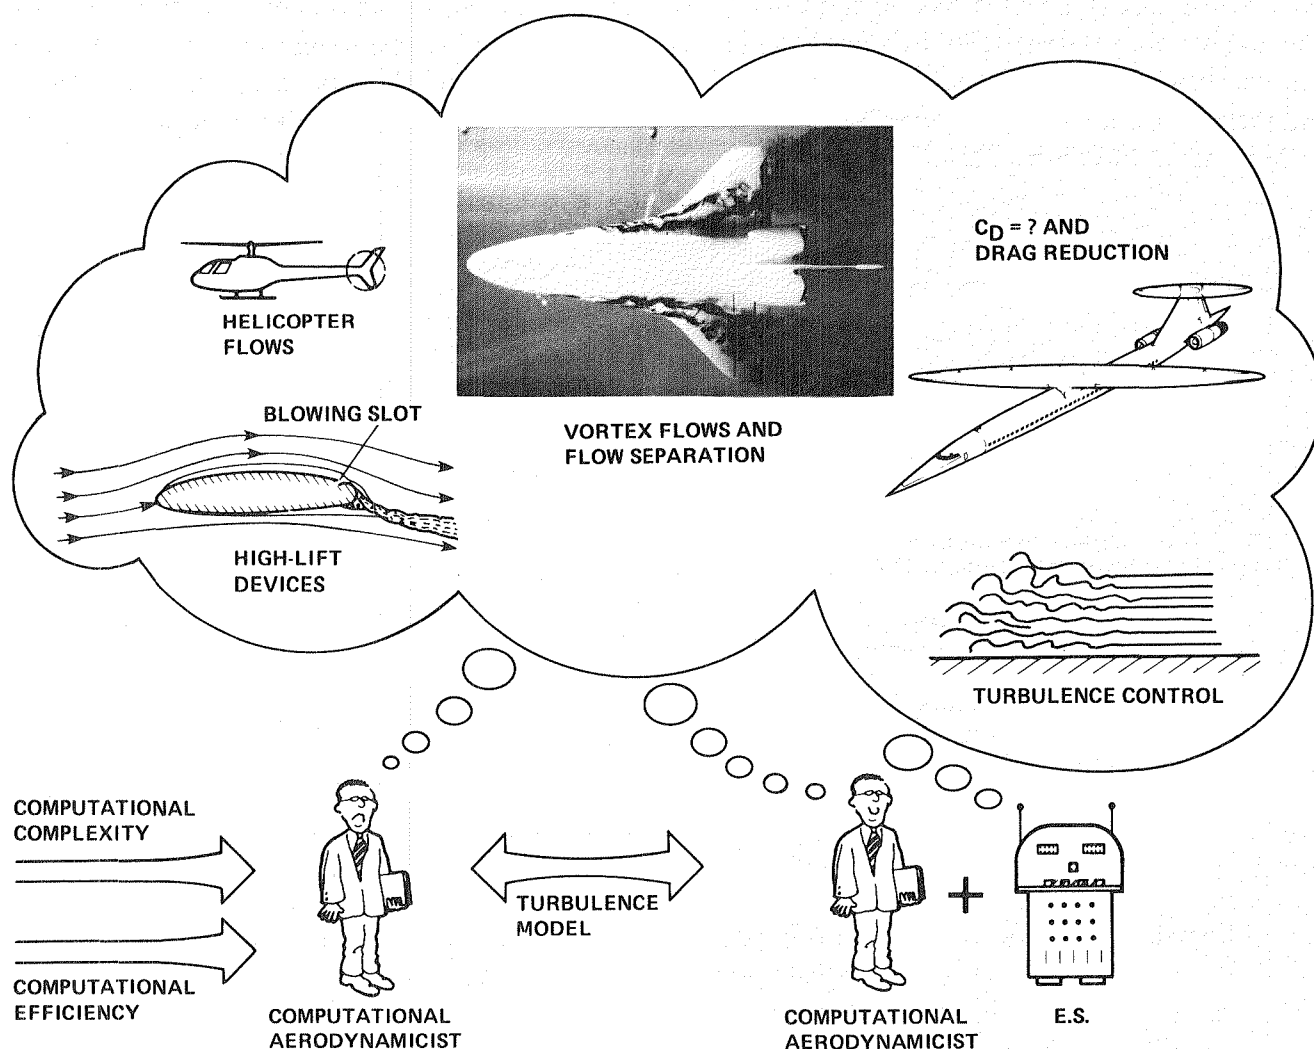 C_D = ? AND
DRAG REDUCTION
HELICOPTER
FLOWS
BLOWING SLOT
VORTEX FLOWS AND
FLOW SEPARATION
HIGH-LIFT
DEVICES
TURBULENCE CONTROL
COMPUTATIONAL
COMPLEXITY
TURBULENCE
MODEL
+
COMPUTATIONAL
EFFICIENCY
COMPUTATIONAL
AERODYNAMICIST
COMPUTATIONAL
AERODYNAMICIST
E.S.